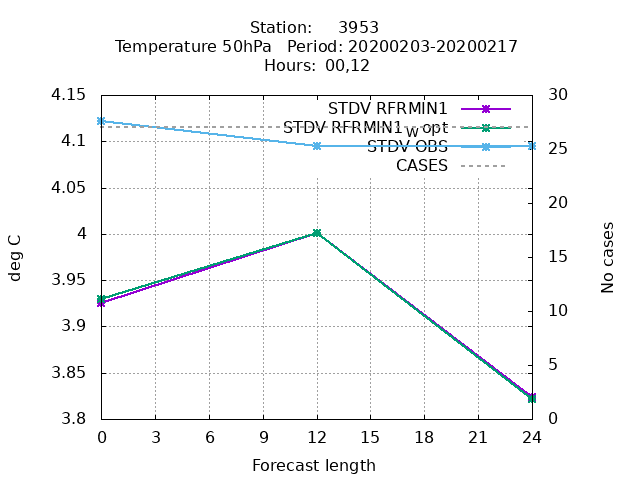 Station: 3953
Temperature 50hPa Period: 20200203-20200217
Hours: 00,12
4.15
4.1
4.05
4
3.95
3.9
3.85
3.8
30
25
20
15
10
5
0
0 3 6 9 12 15 18 21 24
deg C
No cases
Forecast length
STDV RFRMIN1
STDV RFRMIN1_w_opt
STDV OBS
CASES